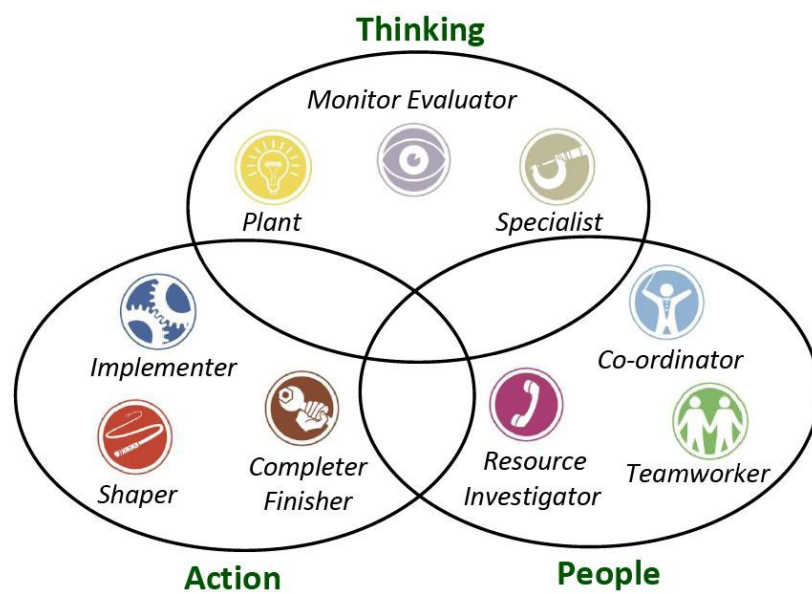 Thinking
Monitor Evaluator
Plant
Specialist
Implementer
Co-ordinator
Shaper
Completer
Finisher
Resource
Investigator
Teamworker
Action
People